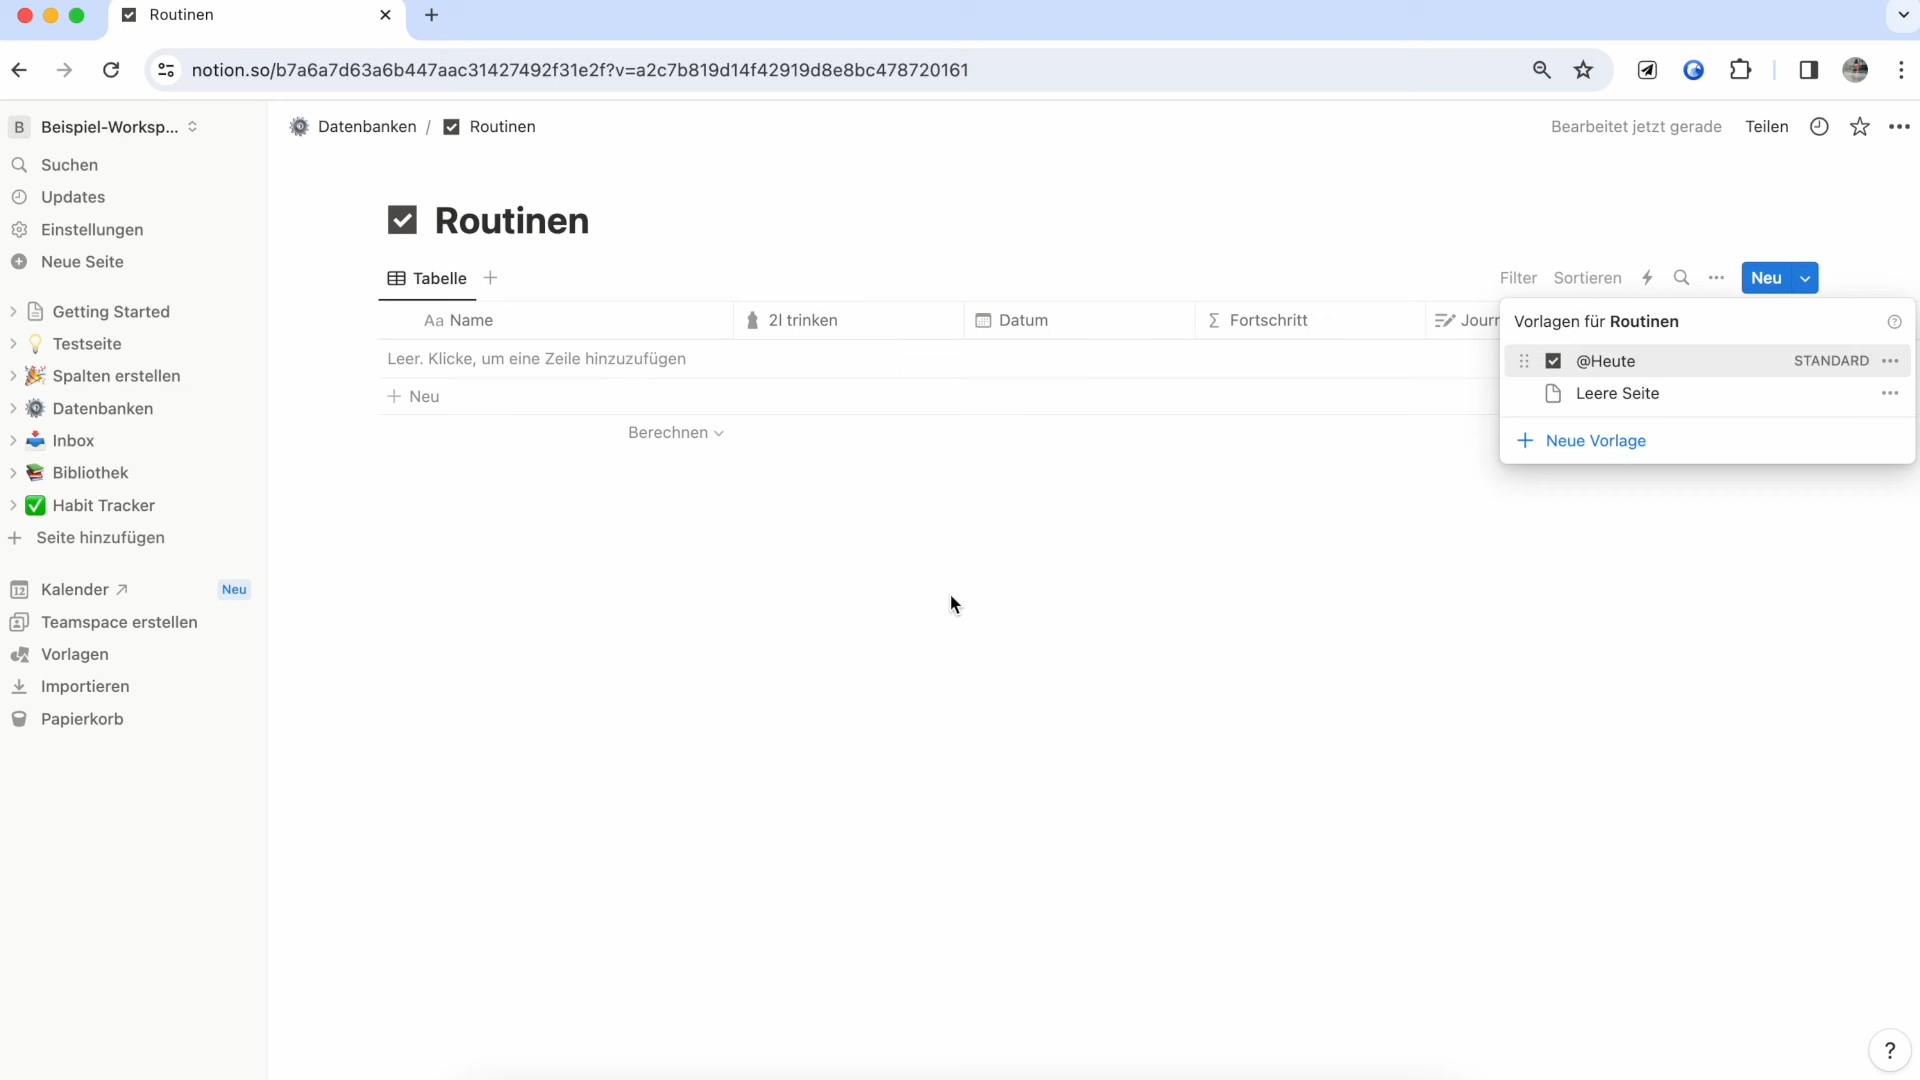 Routinen
notion.so/b7a6a7d63a6b447aac31427492f31e2f?v=a2c7b819d14f42919d8e8bc478720161
B Beispiel-Worksp...
Datenbanken / Routinen
Bearbeitet jetzt gerade Teilen
Suchen
Updates
Einstellungen
Neue Seite
Getting Started
Testseite
Spalten erstellen
Datenbanken
Inbox
Bibliothek
Habit Tracker
Seite hinzufügen
12 Kalender Neu
Teamspace erstellen
Vorlagen
Importieren
Papierkorb
Routinen
Tabelle
Filter Sortieren Neu
Aa Name 2l trinken Datum Σ Fortschritt Journ
Leer. Klicke, um eine Zeile hinzuzufügen
+ Neu
Berechnen
Vorlagen für Routinen ?
@Heute STANDARD
Leere Seite
+ Neue Vorlage
?